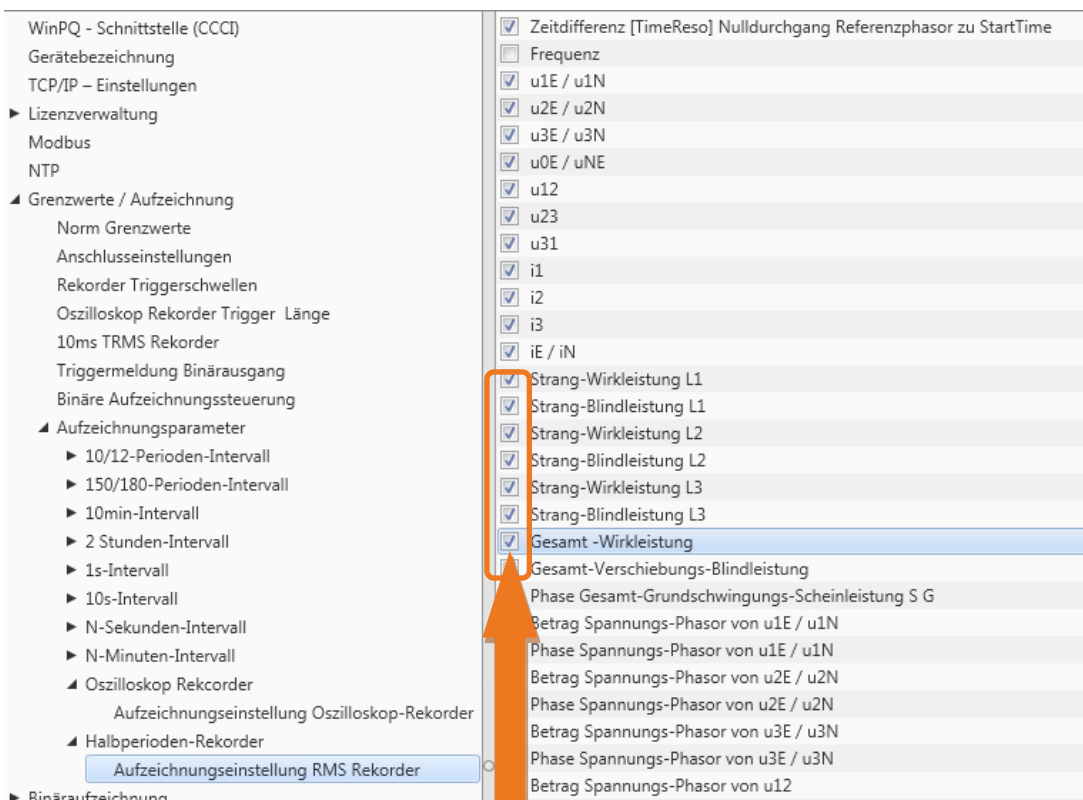 WinPQ - Schnittstelle (CCCI)
Gerätebezeichnung
TCP/IP – Einstellungen
Lizenzverwaltung
Modbus
NTP
Grenzwerte / Aufzeichnung
Norm Grenzwerte
Anschlusseinstellungen
Rekorder Triggerschwellen
Oszilloskop Rekorder Trigger Länge
10ms TRMS Rekorder
Triggermeldung Binärausgang
Binäre Aufzeichnungssteuerung
Aufzeichnungsparameter
10/12-Perioden-Intervall
150/180-Perioden-Intervall
10min-Intervall
2 Stunden-Intervall
1s-Intervall
10s-Intervall
N-Sekunden-Intervall
N-Minuten-Intervall
Oszilloskop Rekcorder
Aufzeichnungseinstellung Oszilloskop-Rekorder
Halbperioden-Rekorder
Aufzeichnungseinstellung RMS Rekorder
Binäraufzeichnung
Zeitdifferenz [TimeReso] Nulldurchgang Referenzphasor zu StartTime
Frequenz
u1E / u1N
u2E / u2N
u3E / u3N
u0E / uNE
u12
u23
u31
i1
i2
i3
iE / iN
Strang-Wirkleistung L1
Strang-Blindleistung L1
Strang-Wirkleistung L2
Strang-Blindleistung L2
Strang-Wirkleistung L3
Strang-Blindleistung L3
Gesamt -Wirkleistung
Gesamt-Verschiebungs-Blindleistung
Phase Gesamt-Grundschwingungs-Scheinleistung S G
Betrag Spannungs-Phasor von u1E / u1N
Phase Spannungs-Phasor von u1E / u1N
Betrag Spannungs-Phasor von u2E / u2N
Phase Spannungs-Phasor von u2E / u2N
Betrag Spannungs-Phasor von u3E / u3N
Phase Spannungs-Phasor von u3E / u3N
Betrag Spannungs-Phasor von u12